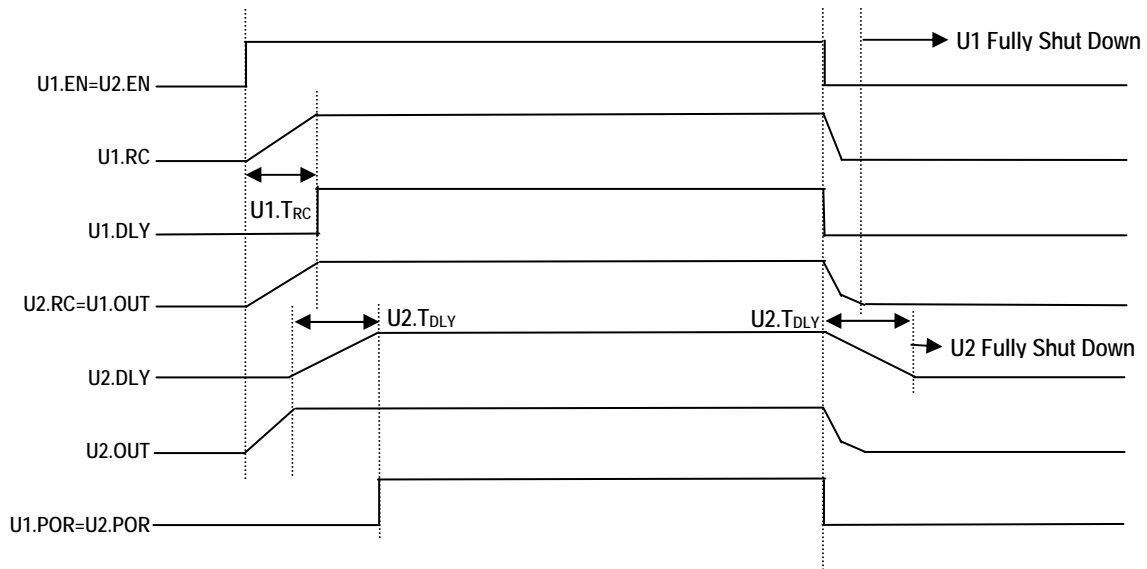 U1 Fully Shut Down
U1.EN=U2.EN
U1.RC
U1.TRC
U1.DLY
U2.RC=U1.OUT
U2.TDLY
U2.TDLY
U2 Fully Shut Down
U2.DLY
U2.OUT
U1.POR=U2.POR